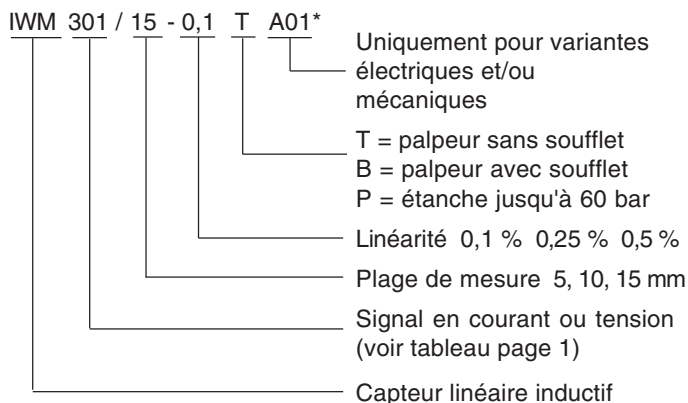 IWM 301 / 15 - 0,1 T A01*
Uniquement pour variantes
électriques et/ou
mécaniques
T = palpeur sans soufflet
B = palpeur avec soufflet
P = étanche jusqu'à 60 bar
Linéarité 0,1 % 0,25 % 0,5 %
Plage de mesure 5, 10, 15 mm
Signal en courant ou tension
(voir tableau page 1)
Capteur linéaire inductif